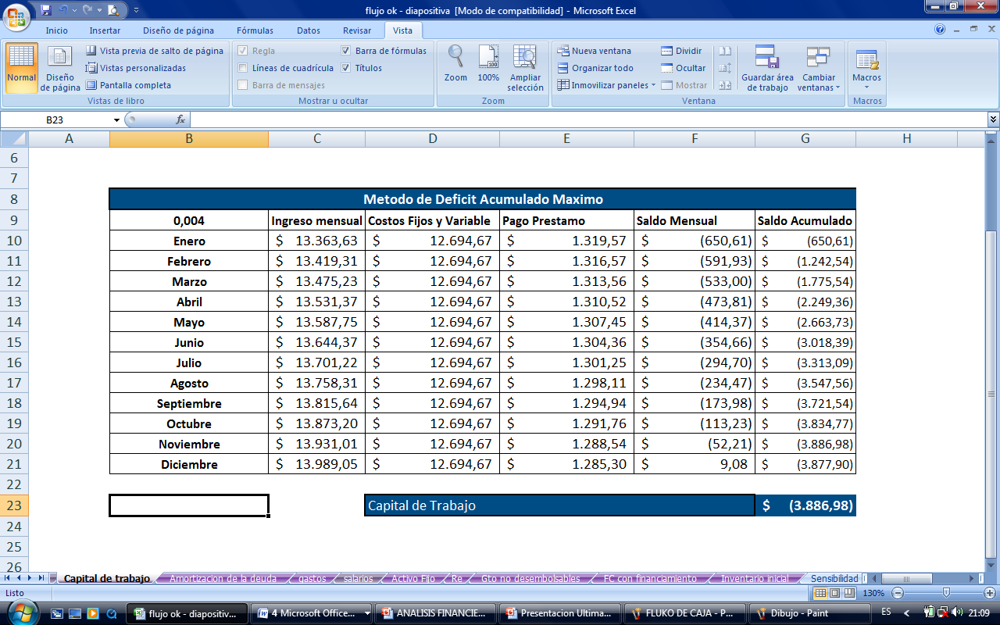 flujo ok - diapositiva [Modo de compatibilidad] - Microsoft Excel
Inicio Insertar Diseño de página Fórmulas Datos Revisar Vista
Normal
Diseño de página
Vista previa de salto de página
Vistas personalizadas
Pantalla completa
Vistas de libro
Regla Barra de fórmulas
Líneas de cuadrícula Títulos
Barra de mensajes
Mostrar u ocultar
Zoom 100% Ampliar selección
Zoom
Nueva ventana Dividir
Organizar todo Ocultar
Inmovilizar paneles Mostrar
Guardar área de trabajo
Cambiar ventanas
Ventana
Macros
Macros
B23 fx
A B C D E F G H
6
7
8 Metodo de Deficit Acumulado Maximo
9 0,004 Ingreso mensual Costos Fijos y Variable Pago Prestamo Saldo Mensual Saldo Acumulado
10 Enero $ 13.363,63 $ 12.694,67 $ 1.319,57 $ (650,61) $ (650,61)
11 Febrero $ 13.419,31 $ 12.694,67 $ 1.316,57 $ (591,93) $ (1.242,54)
12 Marzo $ 13.475,23 $ 12.694,67 $ 1.313,56 $ (533,00) $ (1.775,54)
13 Abril $ 13.531,37 $ 12.694,67 $ 1.310,52 $ (473,81) $ (2.249,36)
14 Mayo $ 13.587,75 $ 12.694,67 $ 1.307,45 $ (414,37) $ (2.663,73)
15 Junio $ 13.644,37 $ 12.694,67 $ 1.304,36 $ (354,66) $ (3.018,39)
16 Julio $ 13.701,22 $ 12.694,67 $ 1.301,25 $ (294,70) $ (3.313,09)
17 Agosto $ 13.758,31 $ 12.694,67 $ 1.298,11 $ (234,47) $ (3.547,56)
18 Septiembre $ 13.815,64 $ 12.694,67 $ 1.294,94 $ (173,98) $ (3.721,54)
19 Octubre $ 13.873,20 $ 12.694,67 $ 1.291,76 $ (113,23) $ (3.834,77)
20 Noviembre $ 13.931,01 $ 12.694,67 $ 1.288,54 $ (52,21) $ (3.886,98)
21 Diciembre $ 13.989,05 $ 12.694,67 $ 1.285,30 $ 9,08 $ (3.877,90)
22
23 Capital de Trabajo $ (3.886,98)
24
25
26
Capital de trabajo Amortizacion de la deuda gastos salarios Activo Fijo Re Gto no desembolsables FC con financiamiento Inventario inicial Sensibilidad
Listo 130%
flujo ok - diapositiv... 4 Microsoft Office... ANALISIS FINANCIE... Presentacion Ultima... FLUKO DE CAJA - P... Dibujo - Paint ES 21:09